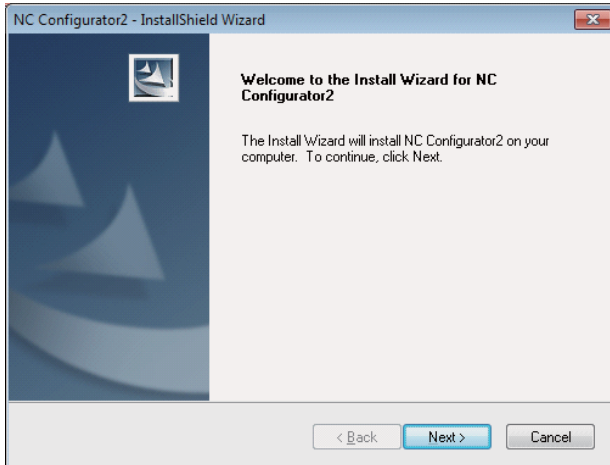 NC Configurator2 - InstallShield Wizard
Welcome to the Install Wizard for NC
Configurator2
The Install Wizard will install NC Configurator2 on your
computer. To continue, click Next.
< Back
Next >
Cancel